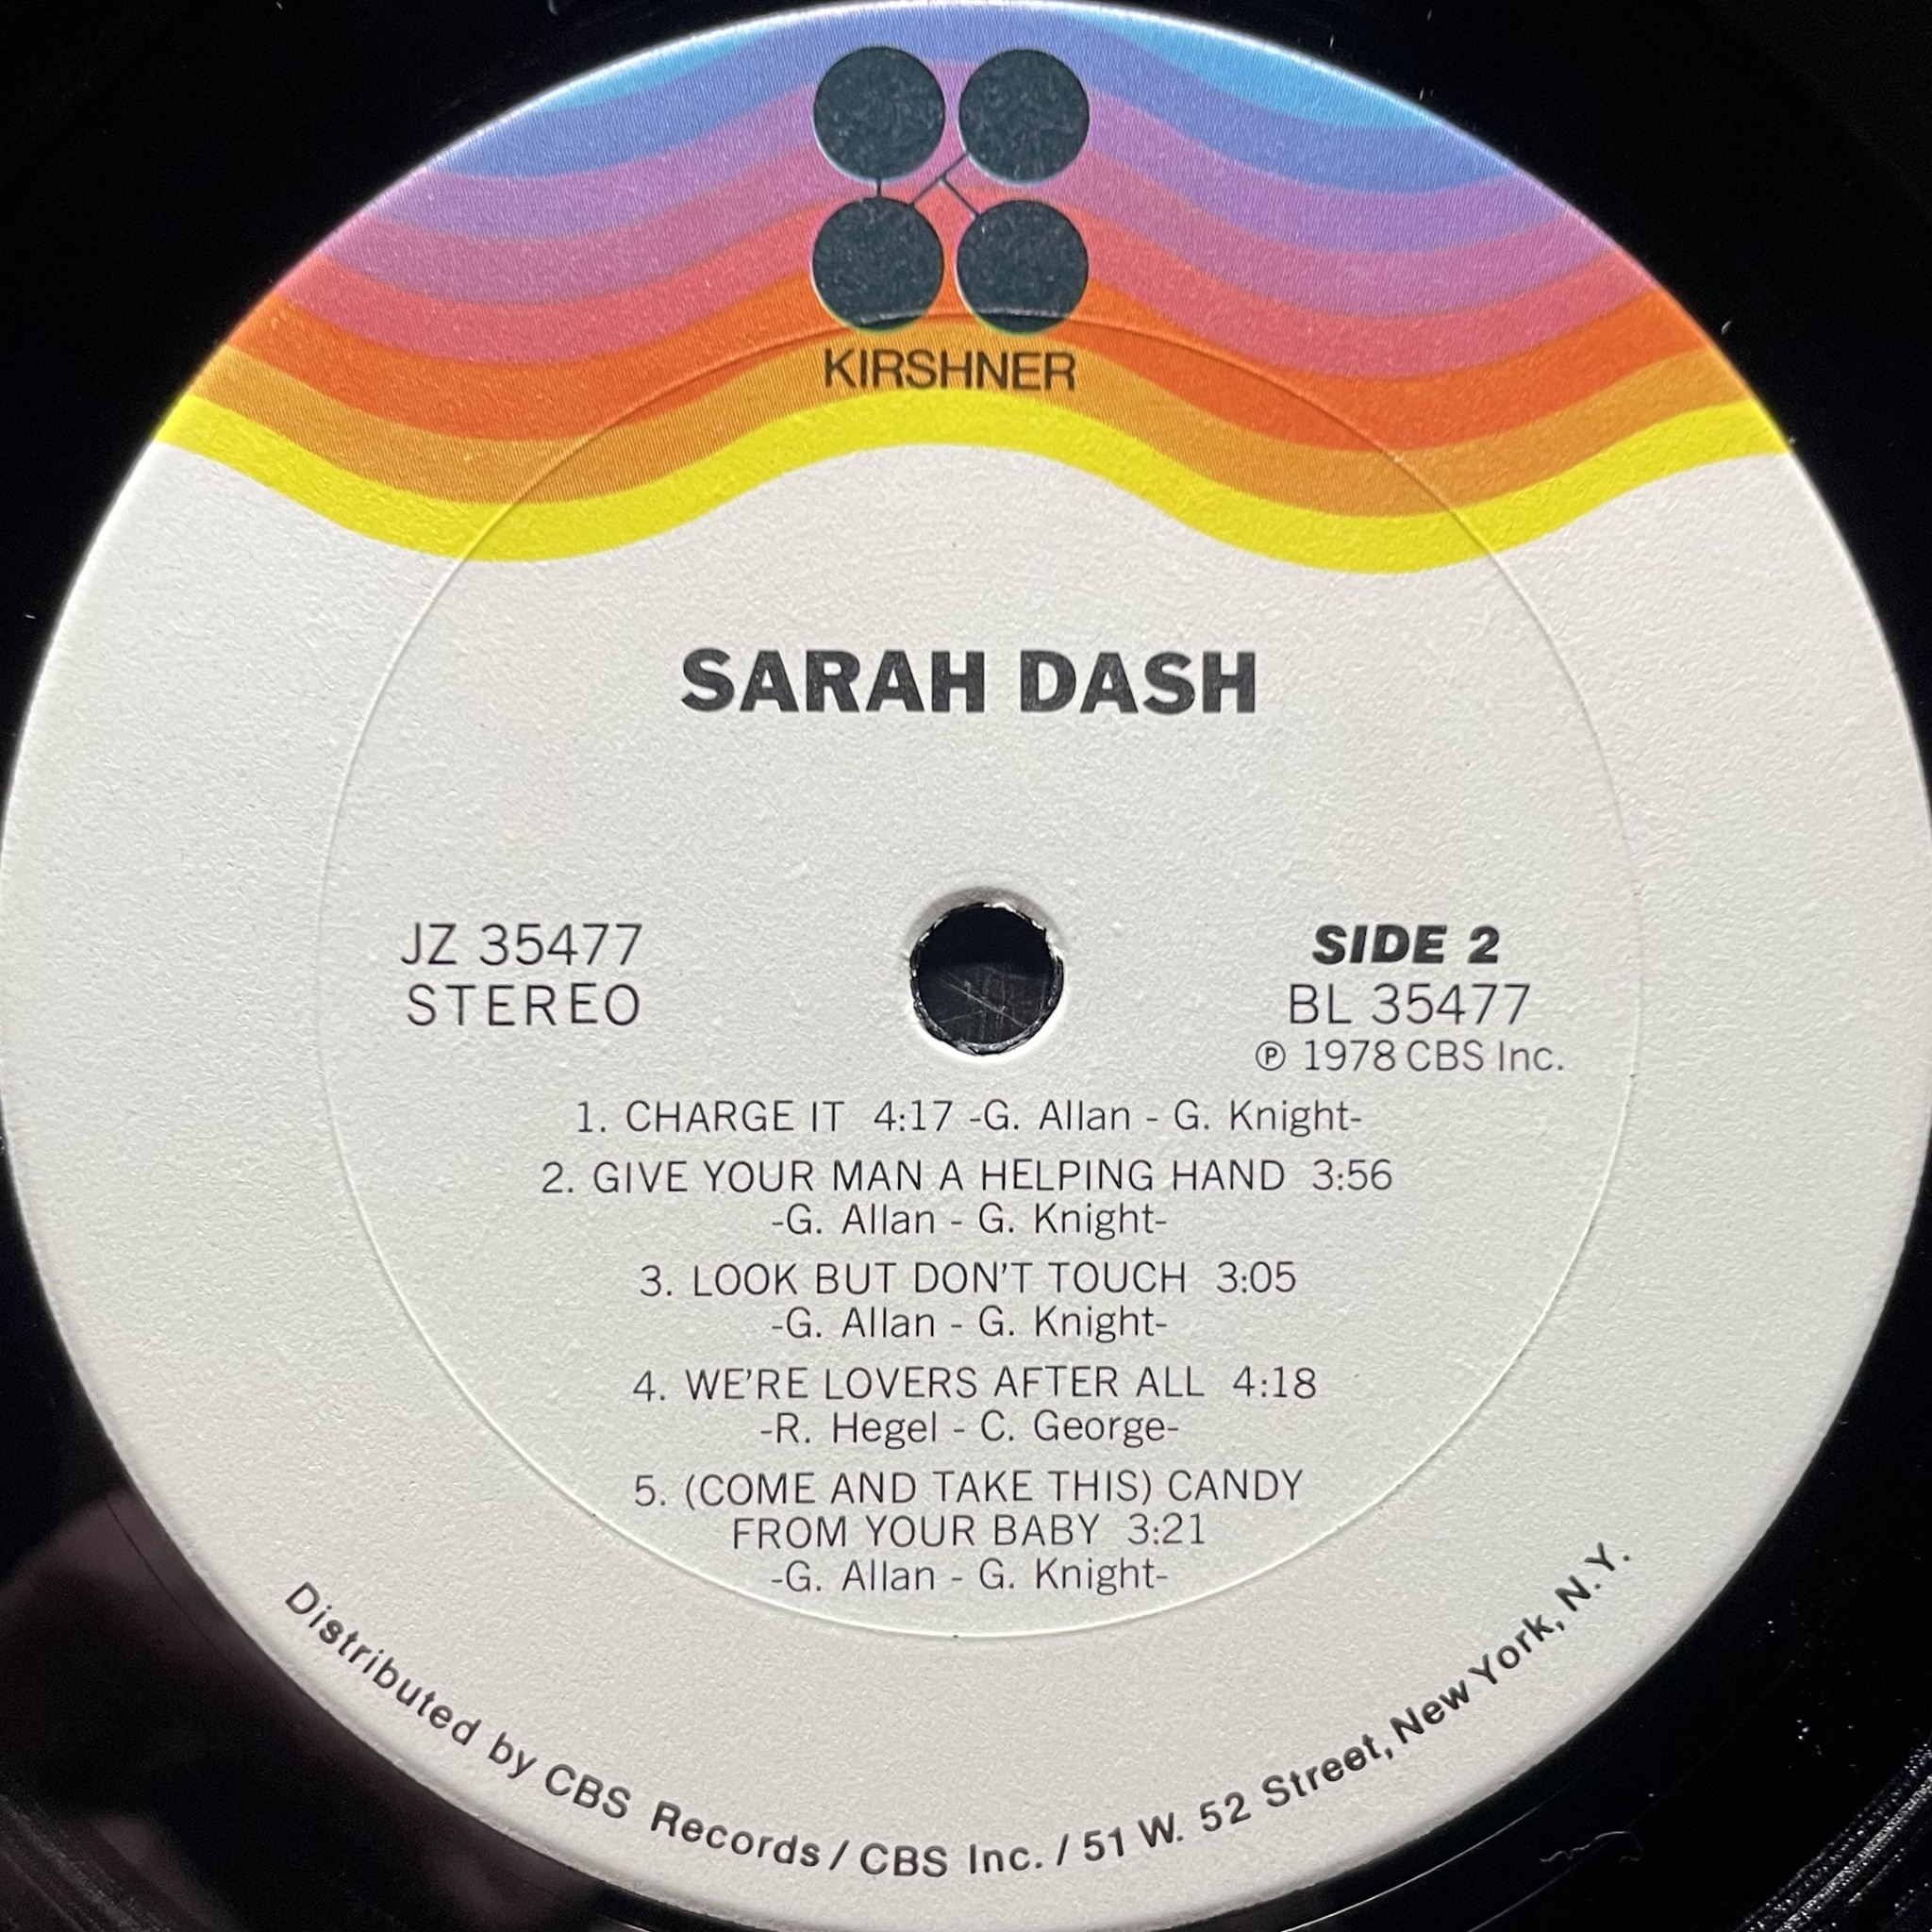 KIRSHNER
SARAH DASH
JZ 35477
STEREO
SIDE 2
BL 35477
℗ 1978 CBS Inc.
1. CHARGE IT 4:17 -G. Allan - G. Knight-
2. GIVE YOUR MAN A HELPING HAND 3:56
-G. Allan - G. Knight-
3. LOOK BUT DON'T TOUCH 3:05
-G. Allan - G. Knight-
4. WE'RE LOVERS AFTER ALL 4:18
-R. Hegel - C. George-
5. (COME AND TAKE THIS) CANDY
FROM YOUR BABY 3:21
-G. Allan - G. Knight-
Distributed by CBS Records / CBS Inc. / 51 W. 52 Street, New York, N.Y.